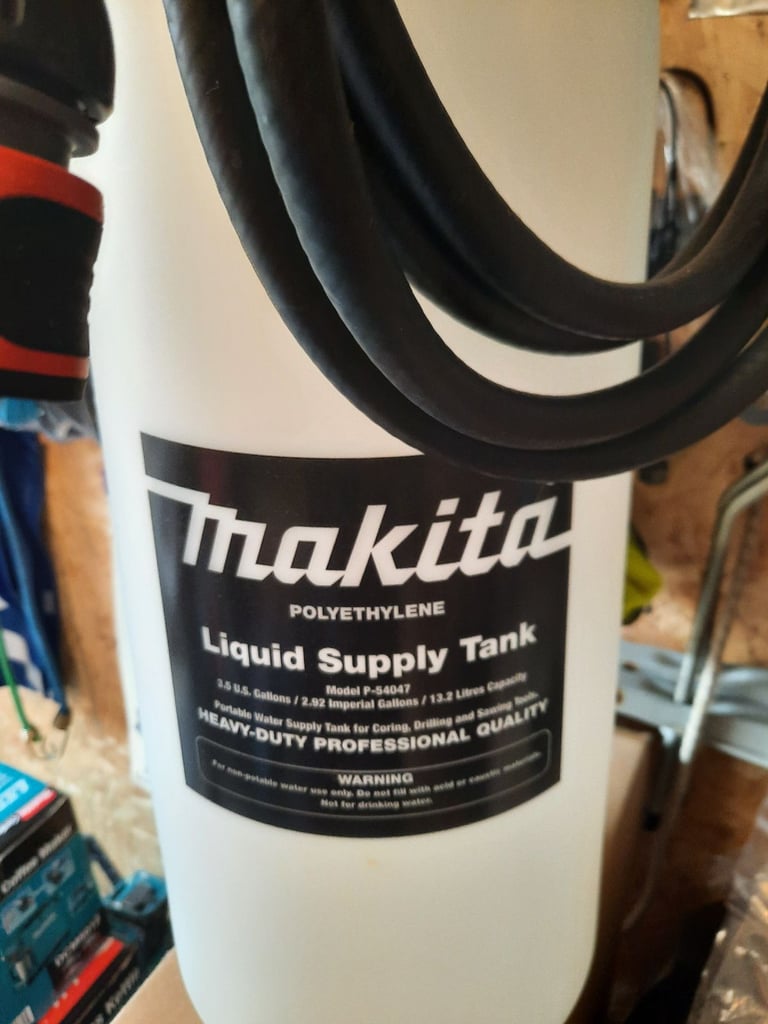 makita
POLYETHYLENE
Liquid Supply Tank
Model P-54047
3.5 U.S. Gallons / 2.92 Imperial Gallons / 13.2 Litres Capacity
Portable Water Supply Tank for Coring, Drilling and Sawing Tools.
HEAVY-DUTY PROFESSIONAL QUALITY
WARNING
For non-potable water use only. Do not fill with acid or caustic materials.
Not for drinking water.
Coffee Maker